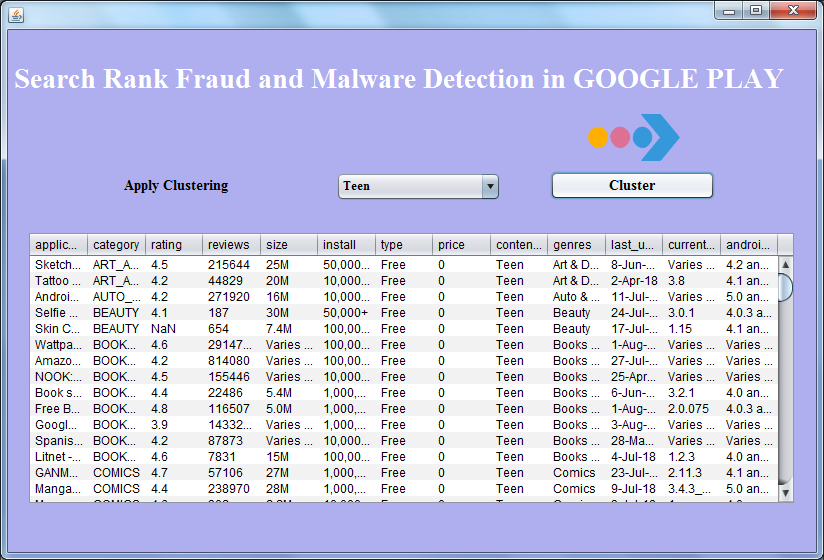 Search Rank Fraud and Malware Detection in GOOGLE PLAY
Apply Clustering Teen Cluster
applic... category rating reviews size install type price conten... genres last_u... current... androi...
Sketch... ART_A... 4.5 215644 25M 50,000... Free 0 Teen Art & D... 8-Jun-... Varies ... 4.2 an...
Tattoo ... ART_A... 4.2 44829 20M 10,000... Free 0 Teen Art & D... 2-Apr-18 3.8 4.1 an...
Androi... AUTO_... 4.2 271920 16M 10,000... Free 0 Teen Auto & ... 11-Jul-... Varies ... 5.0 an...
Selfie ... BEAUTY 4.1 187 30M 50,000+ Free 0 Teen Beauty 24-Jul-... 3.0.1 4.0.3 a...
Skin C... BEAUTY NaN 654 7.4M 100,00... Free 0 Teen Beauty 17-Jul-... 1.15 4.1 an...
Wattpa... BOOK... 4.6 29147... Varies ... 100,00... Free 0 Teen Books ... 1-Aug-... Varies ... Varies ...
Amazo... BOOK... 4.2 814080 Varies ... 100,00... Free 0 Teen Books ... 27-Jul-... Varies ... Varies ...
NOOK:... BOOK... 4.5 155446 Varies ... 10,000... Free 0 Teen Books ... 25-Apr... Varies ... Varies ...
Book s... BOOK... 4.4 22486 5.4M 1,000,... Free 0 Teen Books ... 6-Jun-... 3.2.1 4.0 an...
Free B... BOOK... 4.8 116507 5.0M 1,000,... Free 0 Teen Books ... 1-Aug-... 2.0.075 4.0.3 a...
Googl... BOOK... 3.9 14332... Varies ... 1,000,... Free 0 Teen Books ... 3-Aug-... Varies ... Varies ...
Spanis... BOOK... 4.2 87873 Varies ... 10,000... Free 0 Teen Books ... 28-Ma... Varies ... Varies ...
Litnet -... BOOK... 4.6 7831 15M 100,00... Free 0 Teen Books ... 4-Jul-18 1.2.3 4.0 an...
GANM... COMICS 4.7 57106 27M 1,000,... Free 0 Teen Comics 23-Jul-... 2.11.3 4.1 an...
Manga... COMICS 4.4 238970 28M 1,000,... Free 0 Teen Comics 9-Jul-18 3.4.3_... 5.0 an...